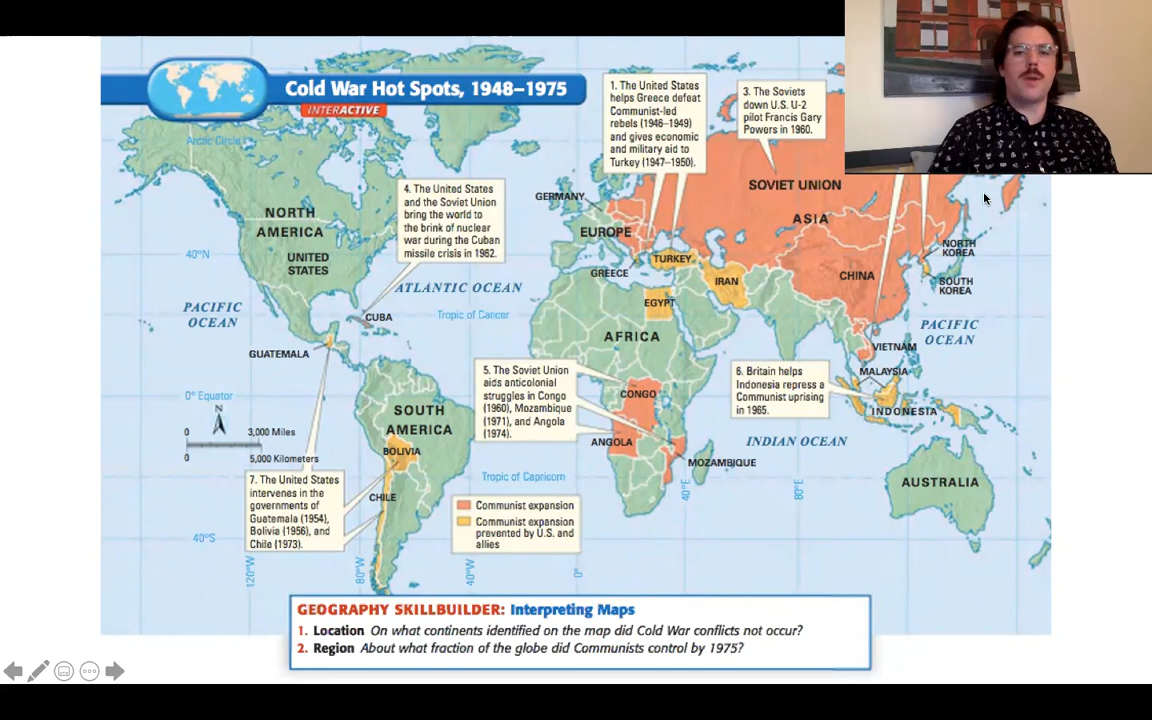 Cold War Hot Spots, 1948–1975
INTERACTIVE
1. The United States
helps Greece defeat
Communist-led
rebels (1946–1949)
and gives economic
and military aid to
Turkey (1947–1950).
3. The Soviets
down U.S. U-2
pilot Francis Gary
Powers in 1960.
Arctic Circle
4. The United States
and the Soviet Union
bring the world to
the brink of nuclear
war during the Cuban
missile crisis in 1962.
GERMANY
SOVIET UNION
NORTH
AMERICA
EUROPE
ASIA
40°N
UNITED
STATES
GREECE
TURKEY
IRAN
CHINA
NORTH
KOREA
SOUTH
KOREA
ATLANTIC OCEAN
PACIFIC
OCEAN
EGYPT
CUBA
Tropic of Cancer
AFRICA
PACIFIC
OCEAN
GUATEMALA
VIETNAM
MALAYSIA
5. The Soviet Union
aids anticolonial
struggles in Congo
(1960), Mozambique
(1971), and Angola
(1974).
6. Britain helps
Indonesia repress a
Communist uprising
in 1965.
0° Equator
CONGO
INDONESIA
SOUTH
AMERICA
N
0
3,000 Miles
0
5,000 Kilometers
ANGOLA
INDIAN OCEAN
BOLIVIA
MOZAMBIQUE
Tropic of Capricorn
AUSTRALIA
7. The United States
intervenes in the
governments of
Guatemala (1954),
Bolivia (1956), and
Chile (1973).
CHILE
Communist expansion
Communist expansion
prevented by U.S. and
allies
40°S
120°W
80°W
40°W
0°
40°E
80°E
GEOGRAPHY SKILLBUILDER: Interpreting Maps
1. Location On what continents identified on the map did Cold War conflicts not occur?
2. Region About what fraction of the globe did Communists control by 1975?